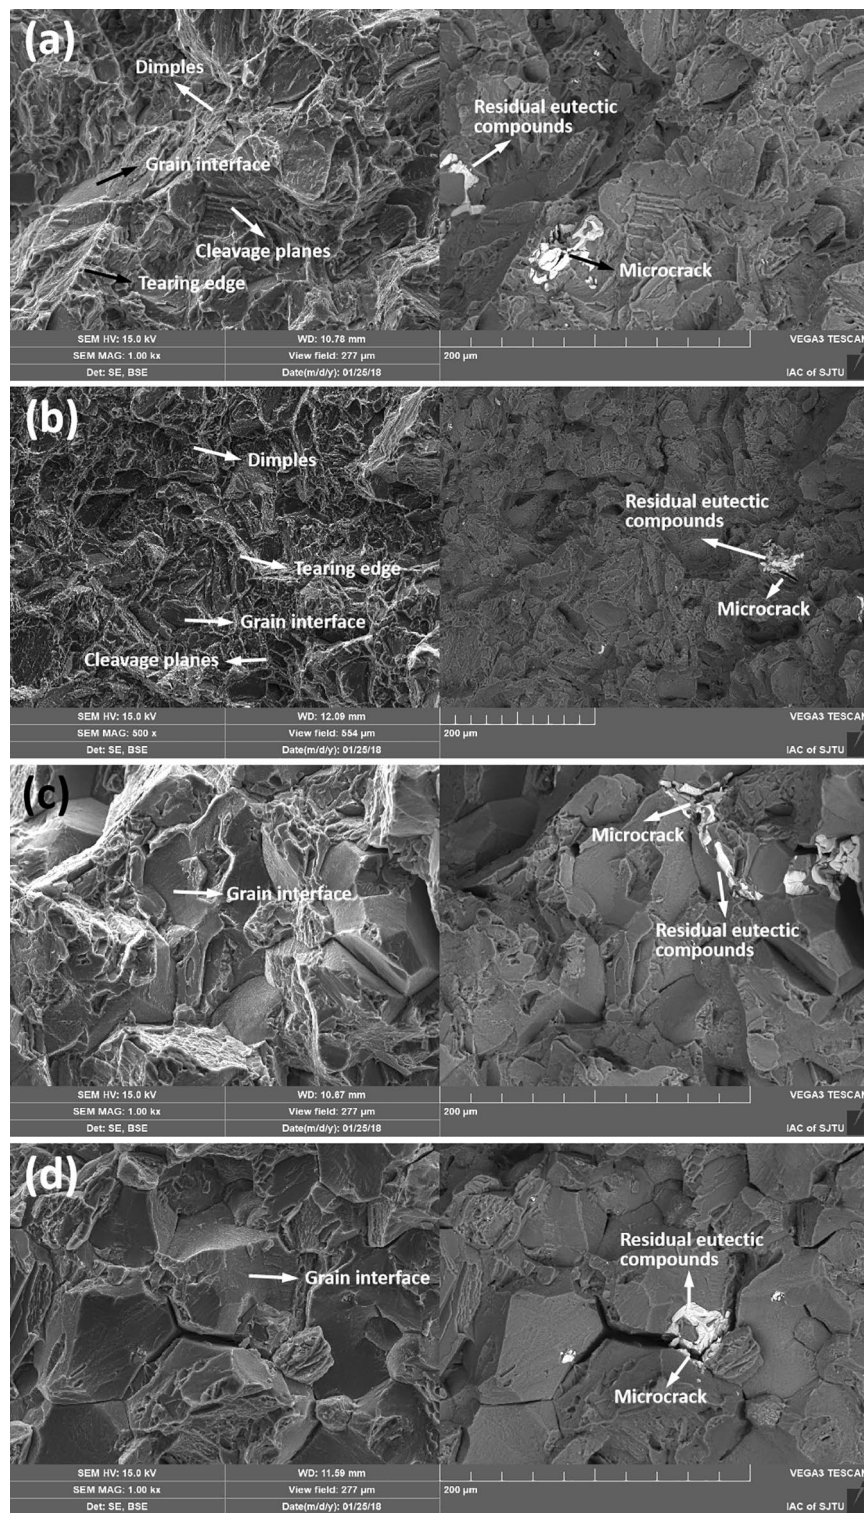 (a)
Dimples
Grain interface
Cleavage planes
Tearing edge
Residual eutectic
compounds
Microcrack
SEM HV: 15.0 kV WD: 10.78 mm
SEM MAG: 1.00 kx View field: 277 µm 200 µm
Det: SE, BSE Date(m/d/y): 01/25/18
VEGA3 TESCAN
IAC of SJTU
(b)
Dimples
Tearing edge
Grain interface
Cleavage planes
Residual eutectic
compounds
Microcrack
SEM HV: 15.0 kV WD: 12.09 mm
SEM MAG: 500 x View field: 554 µm 200 µm
Det: SE, BSE Date(m/d/y): 01/25/18
VEGA3 TESCAN
IAC of SJTU
(c)
Grain interface
Microcrack
Residual eutectic
compounds
SEM HV: 15.0 kV WD: 10.67 mm
SEM MAG: 1.00 kx View field: 277 µm 200 µm
Det: SE, BSE Date(m/d/y): 01/25/18
VEGA3 TESCAN
IAC of SJTU
(d)
Grain interface
Residual eutectic
compounds
Microcrack
SEM HV: 15.0 kV WD: 11.59 mm
SEM MAG: 1.00 kx View field: 277 µm 200 µm
Det: SE, BSE Date(m/d/y): 01/25/18
VEGA3 TESCAN
IAC of SJTU